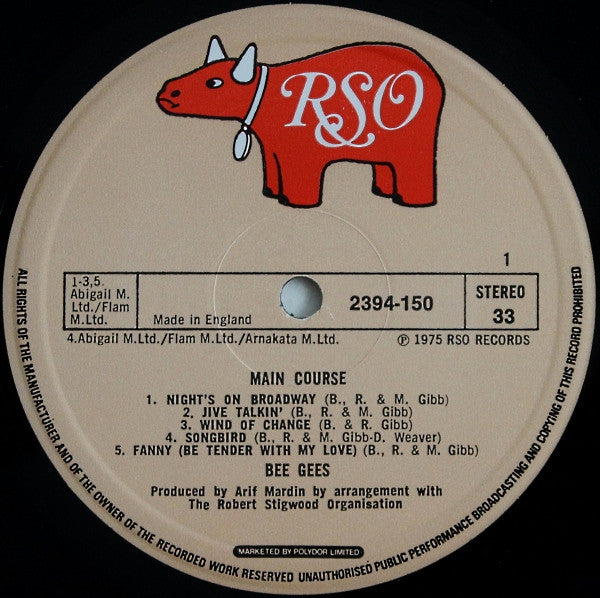 RSO
1
1-3,5.
Abigail M.
Ltd./Flam
M.Ltd.
Made in England
2394-150
STEREO
33
4.Abigail M.Ltd./Flam M.Ltd./Arnakata M.Ltd.
Ⓟ 1975 RSO RECORDS
MAIN COURSE
1. NIGHT'S ON BROADWAY (B., R. & M. Gibb)
2. JIVE TALKIN' (B., R. & M. Gibb)
3. WIND OF CHANGE (B. & R. Gibb)
4. SONGBIRD (B., R. & M. Gibb-D. Weaver)
5. FANNY (BE TENDER WITH MY LOVE) (B., R. & M. Gibb)
BEE GEES
Produced by Arif Mardin by arrangement with
The Robert Stigwood Organisation
MARKETED BY POLYDOR LIMITED
ALL RIGHTS OF THE MANUFACTURER AND OF THE OWNER OF THE RECORDED WORK RESERVED UNAUTHORISED PUBLIC PERFORMANCE BROADCASTING AND COPYING OF THIS RECORD PROHIBITED